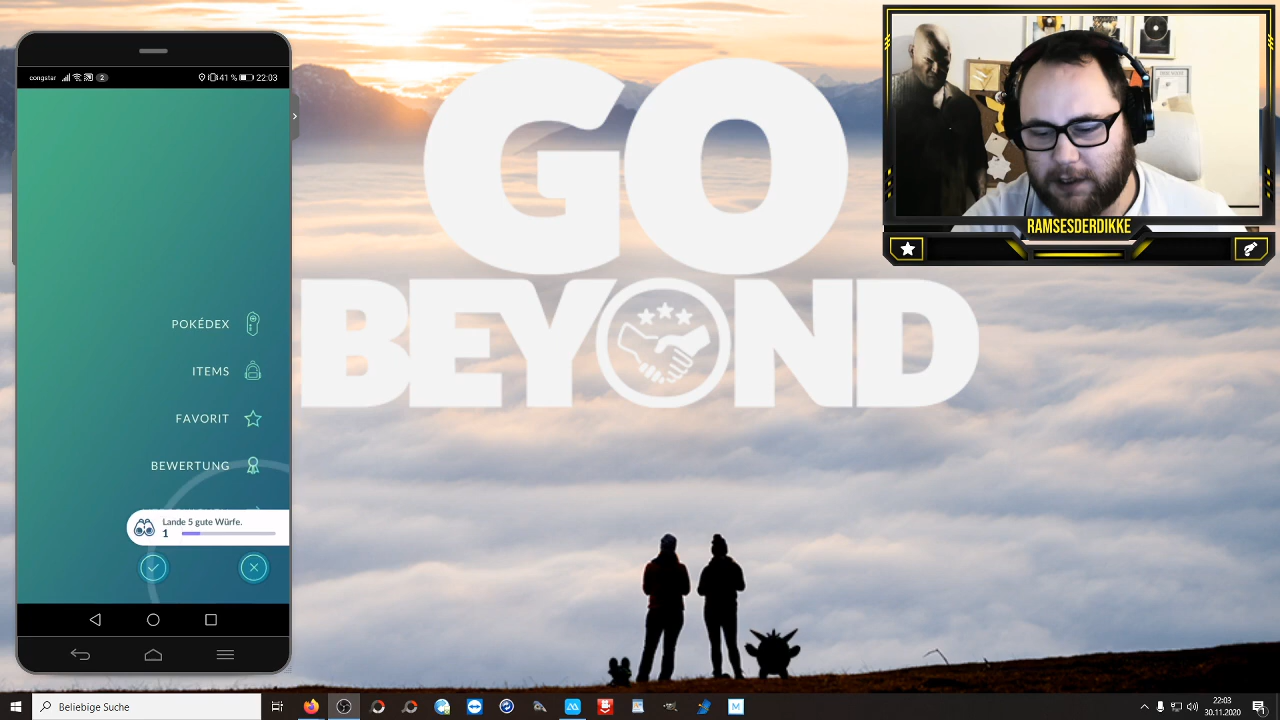 congstar
2
41 % 22:03
POKÉDEX
ITEMS
FAVORIT
BEWERTUNG
Lande 5 gute Würfe.
1
GO
BEYOND
RAMSESDERDIKKE
Beliebige Suche
22:03
30.11.2020